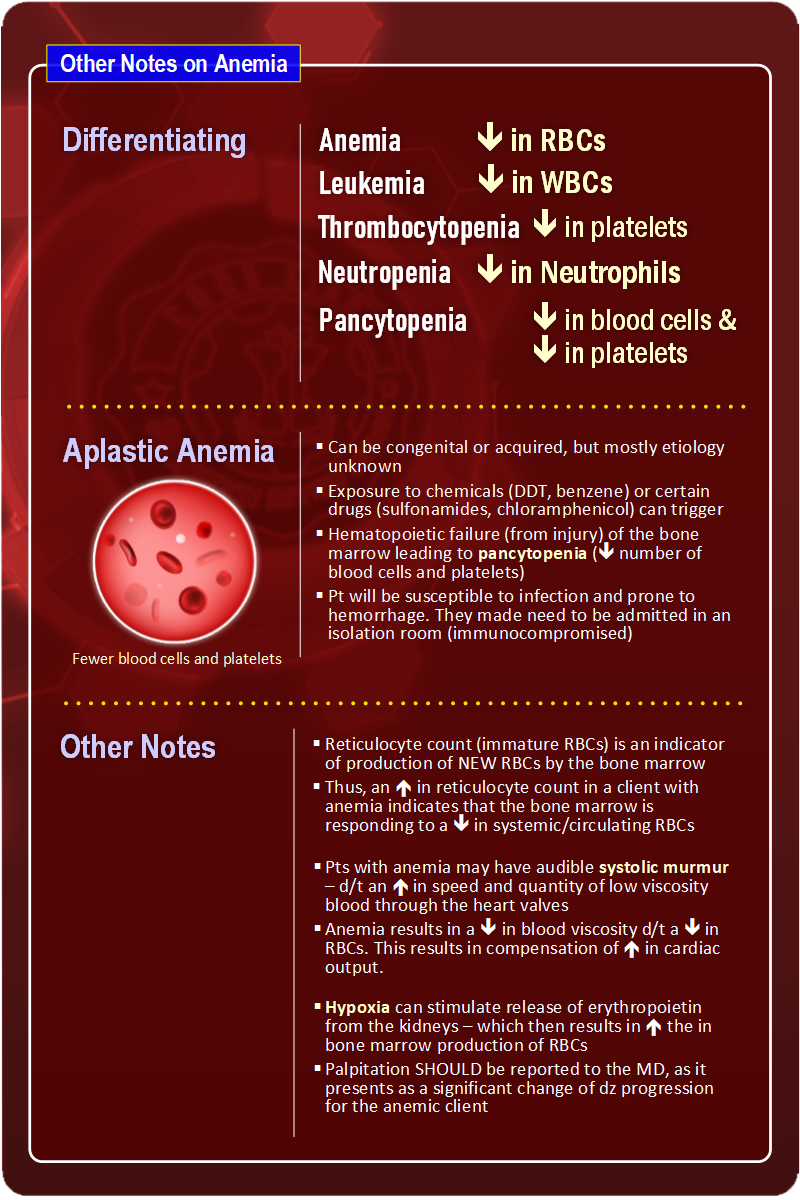 Other Notes on Anemia
Differentiating
Anemia 🡻 in RBCs
Leukemia 🡻 in WBCs
Thrombocytopenia 🡻 in platelets
Neutropenia 🡻 in Neutrophils
Pancytopenia 🡻 in blood cells &
🡻 in platelets
Aplastic Anemia
Fewer blood cells and platelets
▪ Can be congenital or acquired, but mostly etiology
unknown
▪ Exposure to chemicals (DDT, benzene) or certain
drugs (sulfonamides, chloramphenicol) can trigger
▪ Hematopoietic failure (from injury) of the bone
marrow leading to pancytopenia (🡻 number of
blood cells and platelets)
▪ Pt will be susceptible to infection and prone to
hemorrhage. They made need to be admitted in an
isolation room (immunocompromised)
Other Notes
▪ Reticulocyte count (immature RBCs) is an indicator
of production of NEW RBCs by the bone marrow
▪ Thus, an 🡹 in reticulocyte count in a client with
anemia indicates that the bone marrow is
responding to a 🡻 in systemic/circulating RBCs
▪ Pts with anemia may have audible systolic murmur
– d/t an 🡹 in speed and quantity of low viscosity
blood through the heart valves
▪ Anemia results in a 🡻 in blood viscosity d/t a 🡻 in
RBCs. This results in compensation of 🡹 in cardiac
output.
▪ Hypoxia can stimulate release of erythropoietin
from the kidneys – which then results in 🡹 the in
bone marrow production of RBCs
▪ Palpitation SHOULD be reported to the MD, as it
presents as a significant change of dz progression
for the anemic client